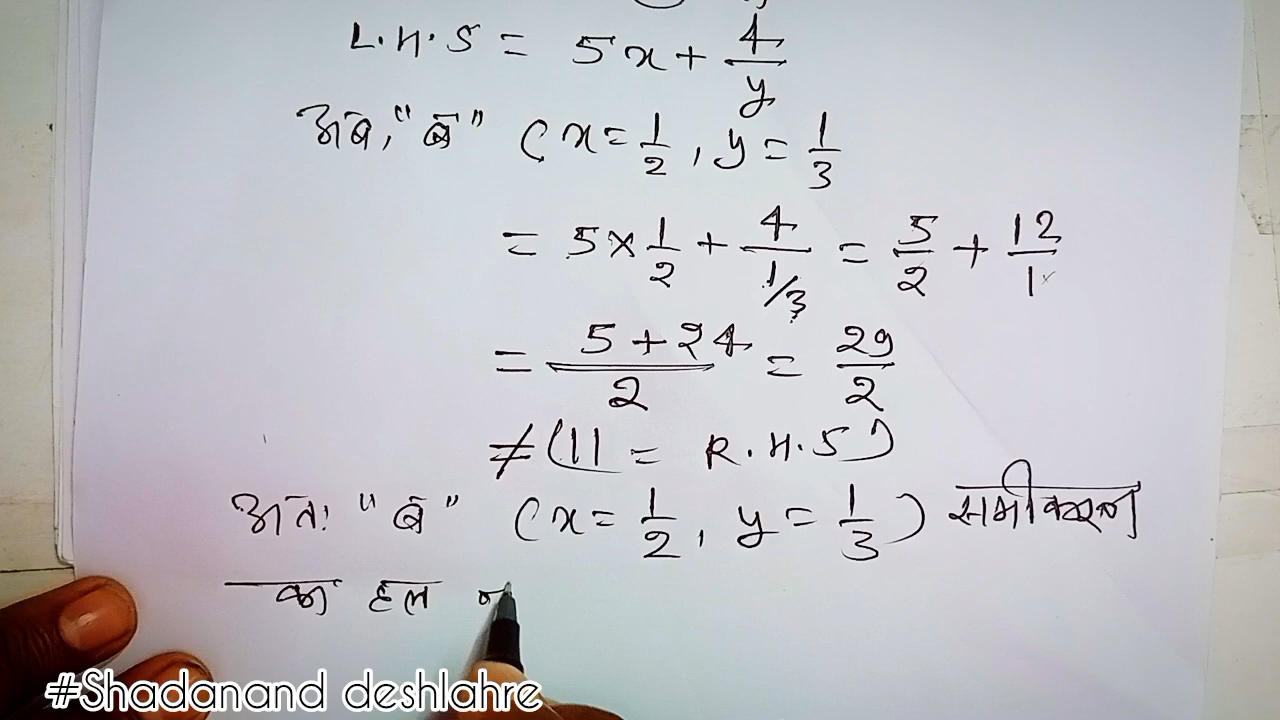 L.H.S = 5x + 4/y
अब, "ब" (x = 1/2, y = 1/3
= 5 × 1/2 + 4/(1/3) = 5/2 + 12/1
= (5+24)/2 = 29/2
≠ (11 = R.H.S)
अतः "ब" (x = 1/2, y = 1/3) समीकरण
का हल न
#Shadanand deshlahre